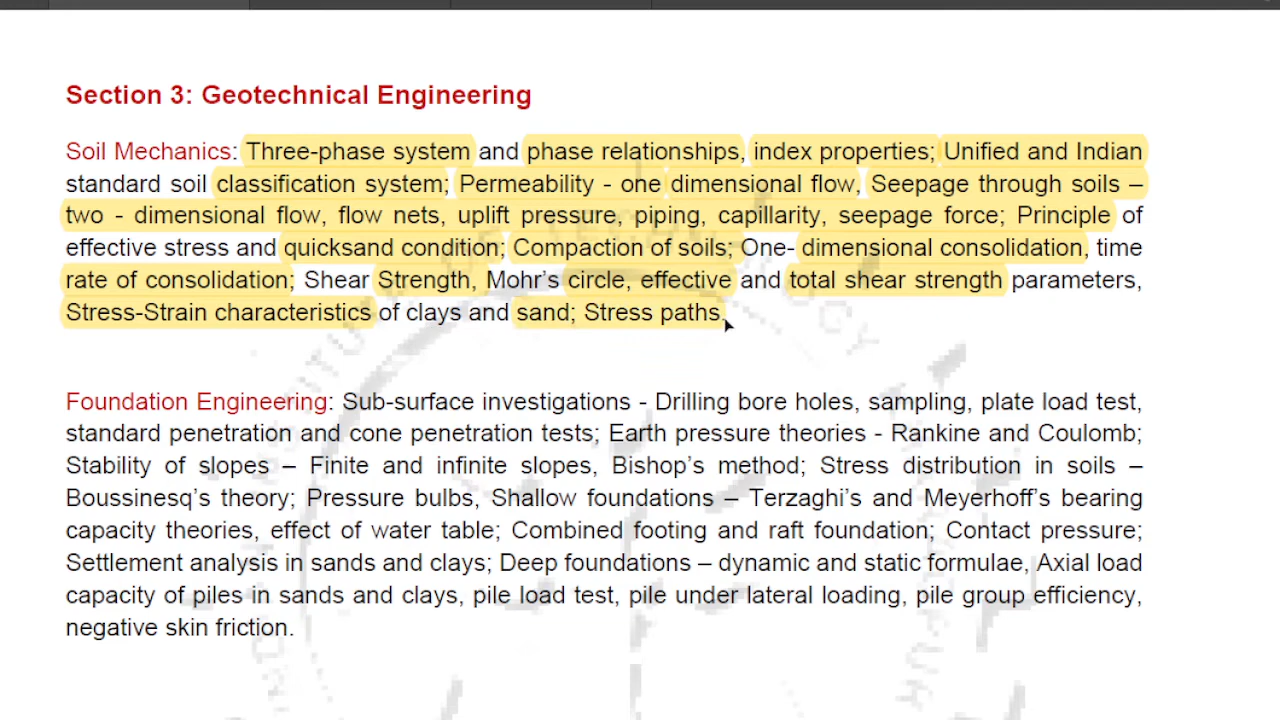 Section 3: Geotechnical Engineering
Soil Mechanics: Three-phase system and phase relationships, index properties; Unified and Indian
standard soil classification system; Permeability - one dimensional flow, Seepage through soils –
two - dimensional flow, flow nets, uplift pressure, piping, capillarity, seepage force; Principle of
effective stress and quicksand condition; Compaction of soils; One- dimensional consolidation, time
rate of consolidation; Shear Strength, Mohr’s circle, effective and total shear strength parameters,
Stress-Strain characteristics of clays and sand; Stress paths.
Foundation Engineering: Sub-surface investigations - Drilling bore holes, sampling, plate load test,
standard penetration and cone penetration tests; Earth pressure theories - Rankine and Coulomb;
Stability of slopes – Finite and infinite slopes, Bishop’s method; Stress distribution in soils –
Boussinesq’s theory; Pressure bulbs, Shallow foundations – Terzaghi’s and Meyerhoff’s bearing
capacity theories, effect of water table; Combined footing and raft foundation; Contact pressure;
Settlement analysis in sands and clays; Deep foundations – dynamic and static formulae, Axial load
capacity of piles in sands and clays, pile load test, pile under lateral loading, pile group efficiency,
negative skin friction.